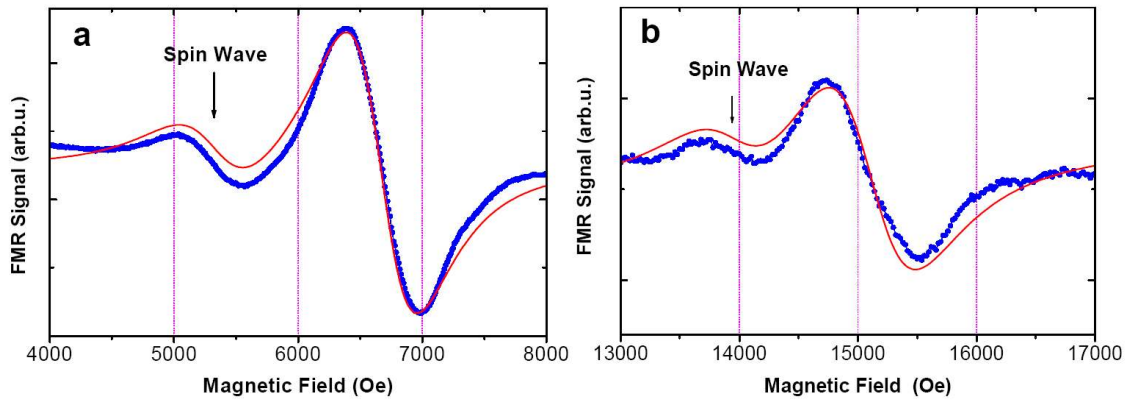 a
Spin Wave
FMR Signal (arb.u.)
4000 5000 6000 7000 8000
Magnetic Field (Oe)
b
Spin Wave
FMR Signal (arb.u.)
13000 14000 15000 16000 17000
Magnetic Field (Oe)